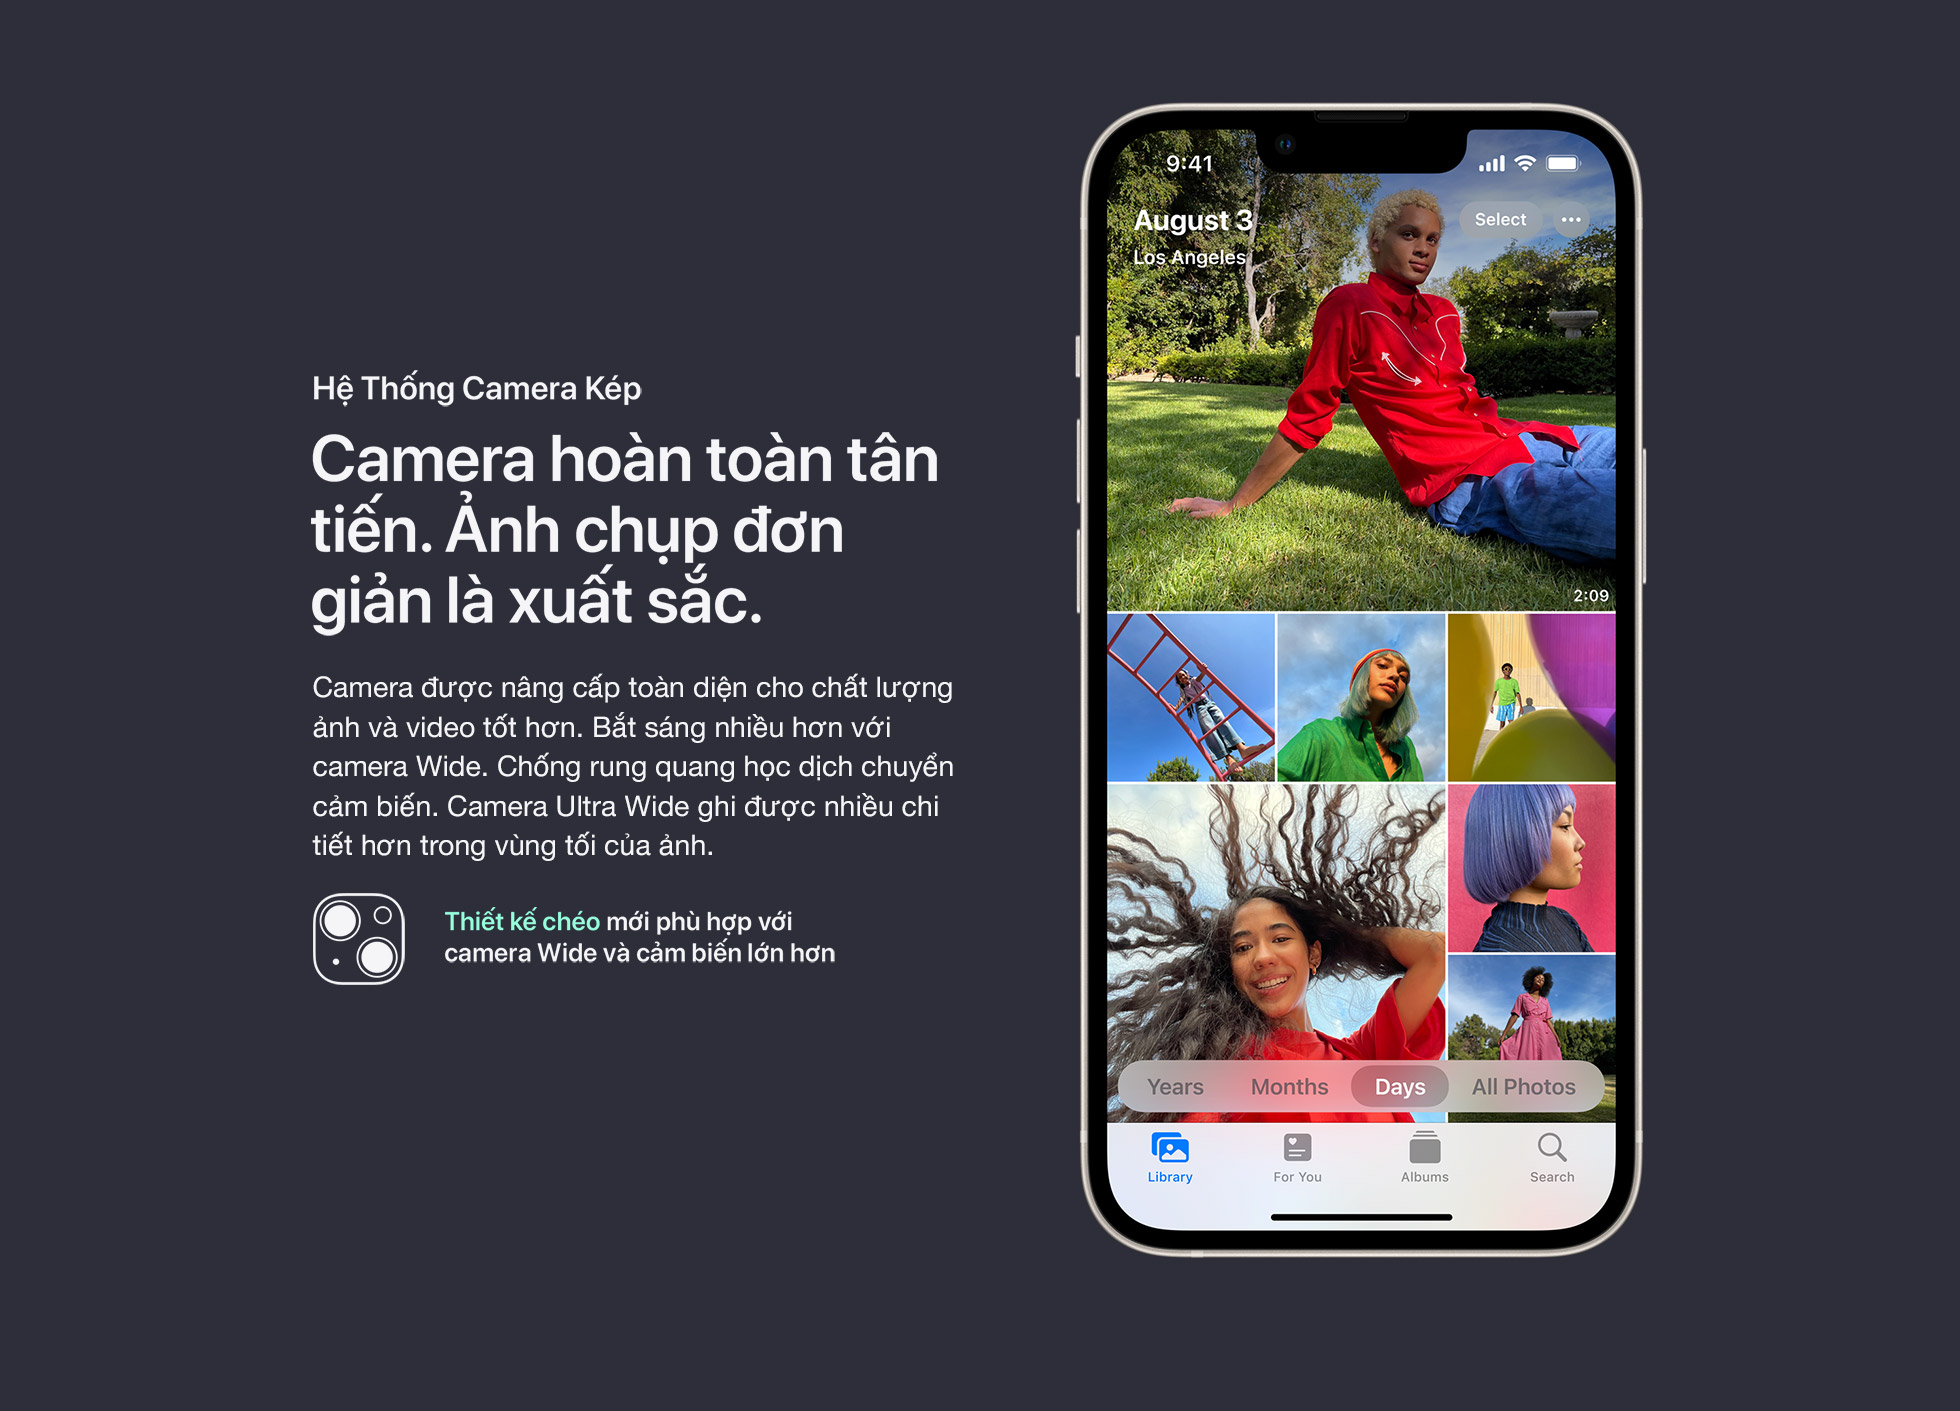 Hệ Thống Camera Kép
Camera hoàn toàn tân
tiến. Ảnh chụp đơn
giản là xuất sắc.
Camera được nâng cấp toàn diện cho chất lượng
ảnh và video tốt hơn. Bắt sáng nhiều hơn với
camera Wide. Chống rung quang học dịch chuyển
cảm biến. Camera Ultra Wide ghi được nhiều chi
tiết hơn trong vùng tối của ảnh.
Thiết kế chéo mới phù hợp với
camera Wide và cảm biến lớn hơn
9:41
August 3
Select
Los Angeles
2:09
Years Months Days All Photos
Library For You Albums Search